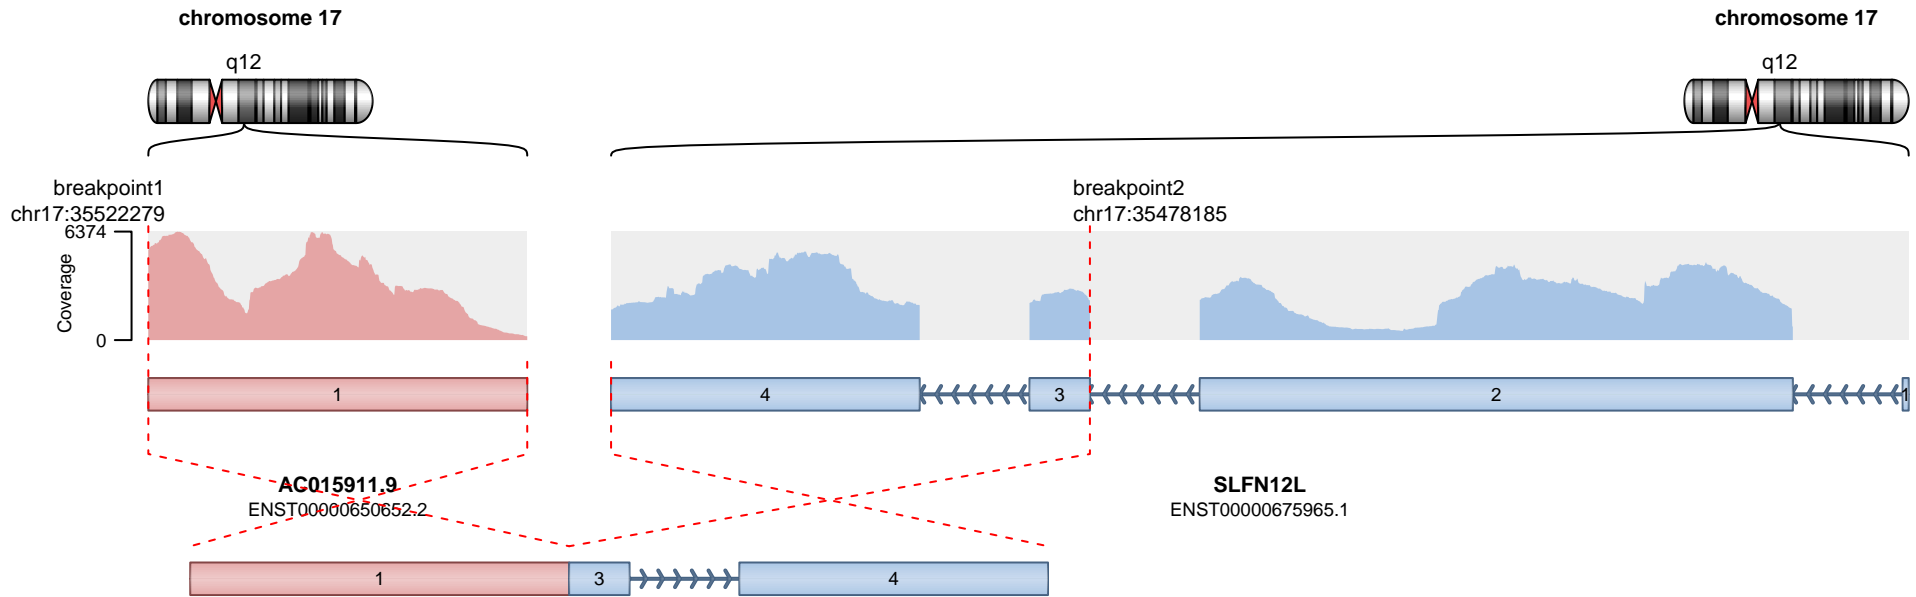 chromosome 17
chromosome 17
q12
q12
breakpoint1
chr17:35522279
breakpoint2
chr17:35478185
6374
Coverage
0
1
4
3
2
1
AC015911.9
ENST00000650652.2
SLFN12L
ENST00000675965.1
1
3
4